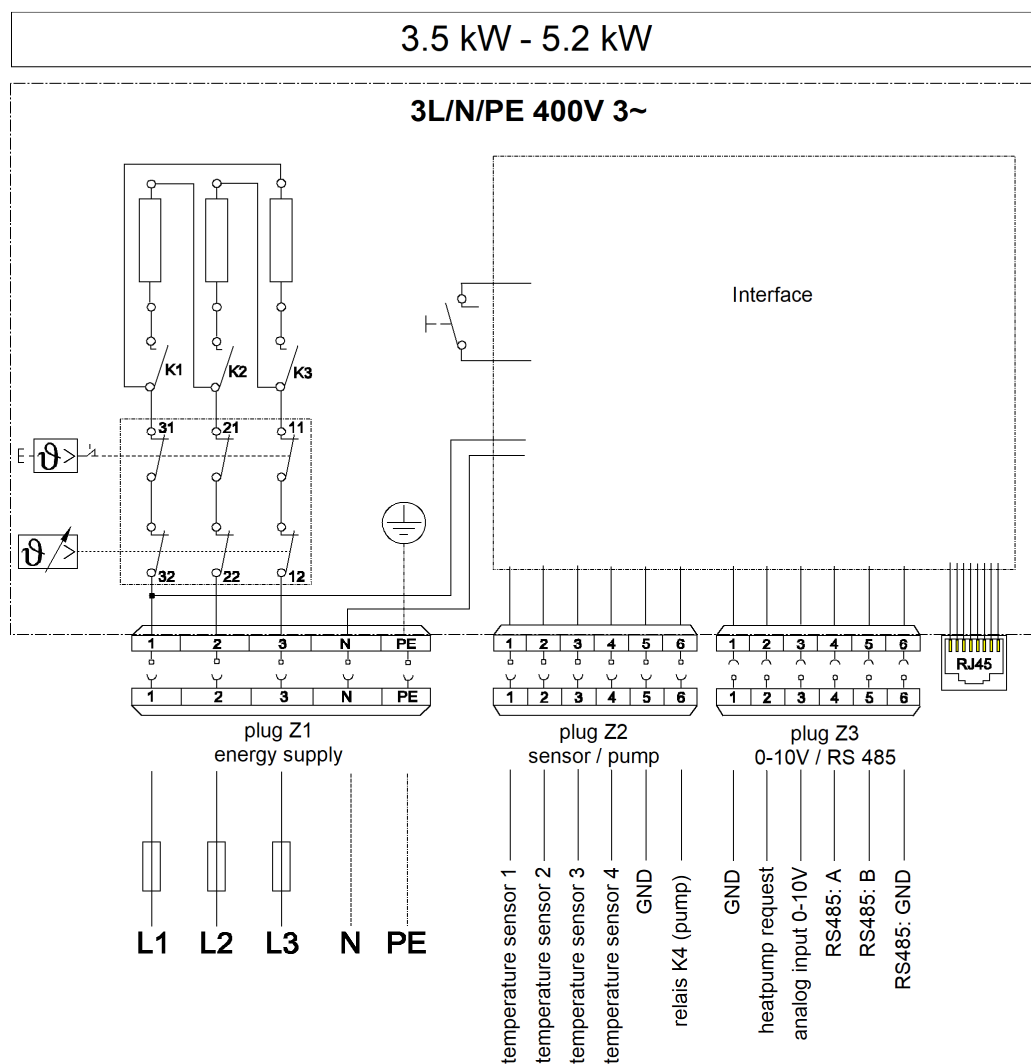 3.5 kW - 5.2 kW
3L/N/PE 400V 3~
Interface
K1 K2 K3
31 21 11
ϑ >
ϑ >
32 22 12
1 2 3 N PE
1 2 3 4 5 6
1 2 3 4 5 6
RJ45
1 2 3 N PE
1 2 3 4 5 6
1 2 3 4 5 6
plug Z1
energy supply
plug Z2
sensor / pump
plug Z3
0-10V / RS 485
L1 L2 L3 N PE
temperature sensor 1
temperature sensor 2
temperature sensor 3
temperature sensor 4
GND
relais K4 (pump)
GND
heatpump request
analog input 0-10V
RS485: A
RS485: B
RS485: GND